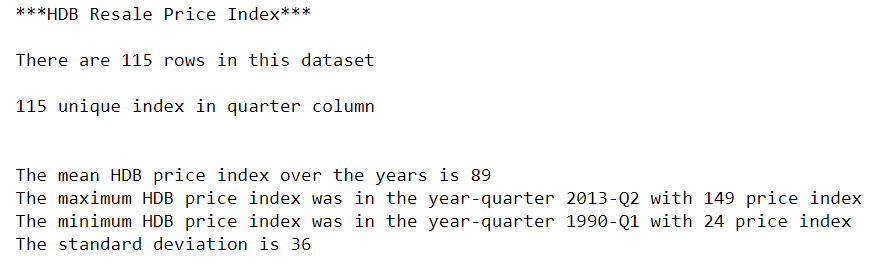 ***HDB Resale Price Index***
There are 115 rows in this dataset
115 unique index in quarter column
The mean HDB price index over the years is 89
The maximum HDB price index was in the year-quarter 2013-Q2 with 149 price index
The minimum HDB price index was in the year-quarter 1990-Q1 with 24 price index
The standard deviation is 36